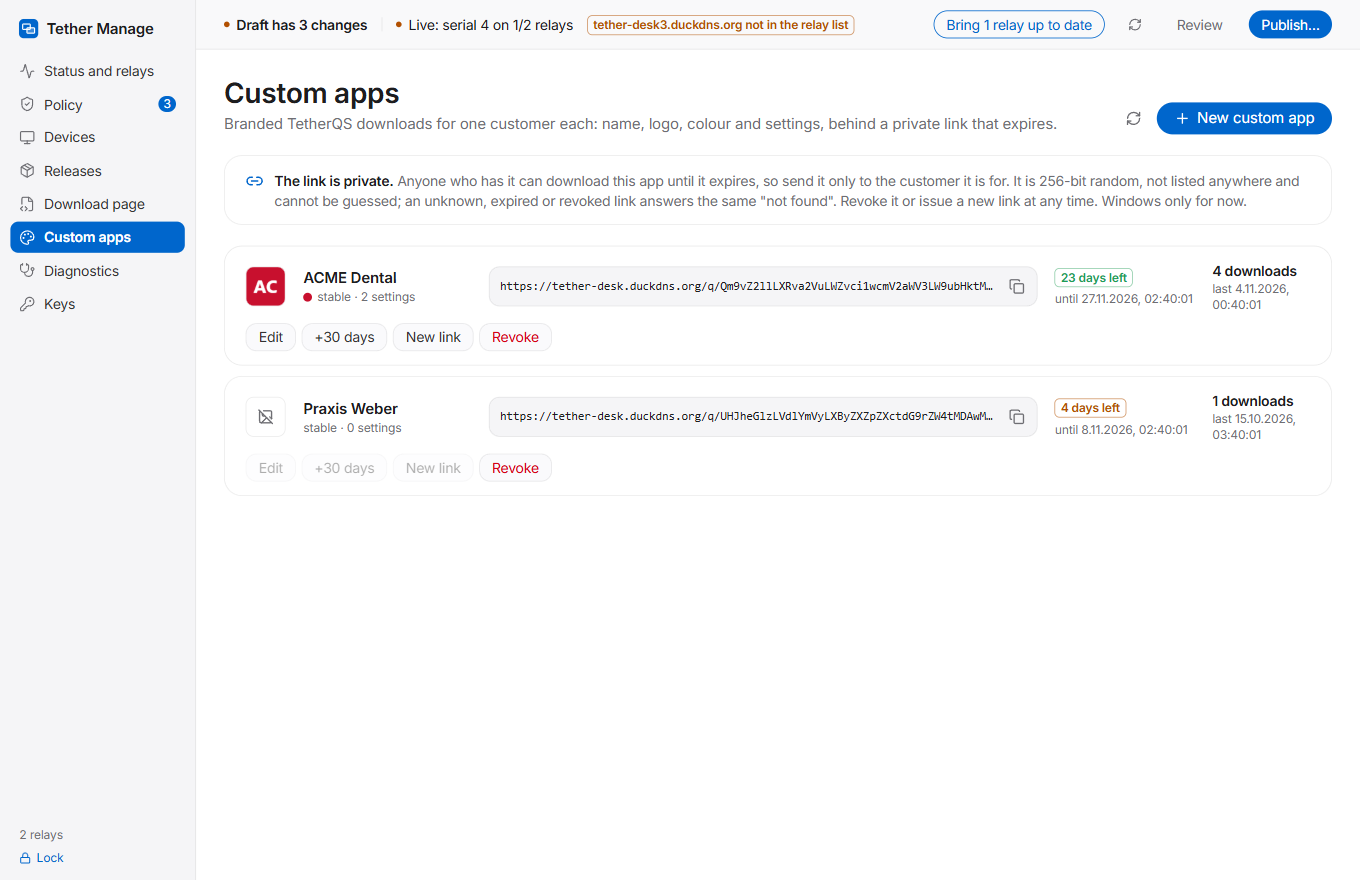 Tether Manage
Draft has 3 changes
Live: serial 4 on 1/2 relays
tether-desk3.duckdns.org not in the relay list
Bring 1 relay up to date
Review
Publish...
Status and relays
Policy 3
Devices
Releases
Download page
Custom apps
Diagnostics
Keys
2 relays
Lock
Custom apps
Branded TetherQS downloads for one customer each: name, logo, colour and settings, behind a private link that expires.
New custom app
The link is private. Anyone who has it can download this app until it expires, so send it only to the customer it is for. It is 256-bit random, not listed anywhere and
cannot be guessed; an unknown, expired or revoked link answers the same "not found". Revoke it or issue a new link at any time. Windows only for now.
AC
ACME Dental
stable · 2 settings
https://tether-desk.duckdns.org/q/Qm9vZ2llLXRva2VuLWZvci1wcmV2aWV3LW9ubHktM…
23 days left
until 27.11.2026, 02:40:01
4 downloads
last 4.11.2026,
00:40:01
Edit
+30 days
New link
Revoke
Praxis Weber
stable · 0 settings
https://tether-desk.duckdns.org/q/UHJheGlzLVdlYmVyLXByZXZpZXctdG9rZW4tMDAwM…
4 days left
until 8.11.2026, 02:40:01
1 downloads
last 15.10.2026,
03:40:01
Edit
+30 days
New link
Revoke